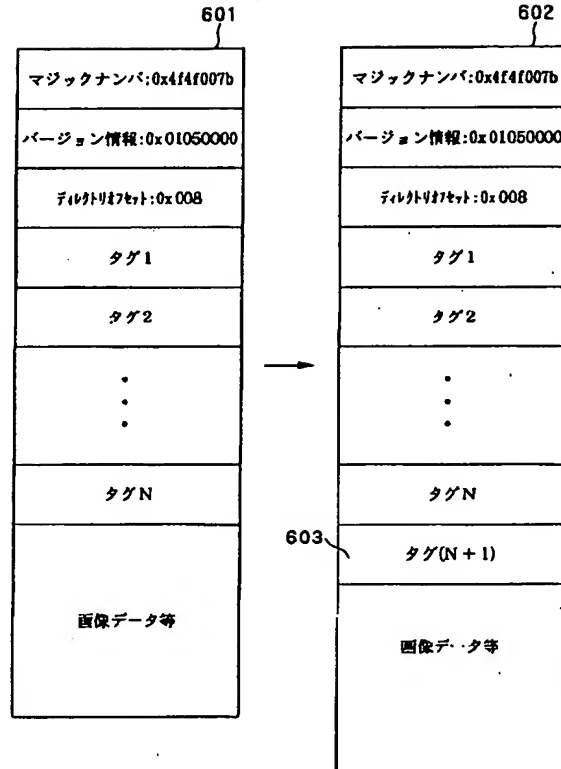 601
マジックナンバ:0x4f4f007b
バージョン情報:0x01050000
ディレクトリオフセット:0x008
タグ1
タグ2
タグN
画像データ等
602
マジックナンバ:0x4f4f007b
バージョン情報:0x01050000
ディレクトリオフセット:0x008
タグ1
タグ2
タグN
603
タグ(N+1)
画像データ等